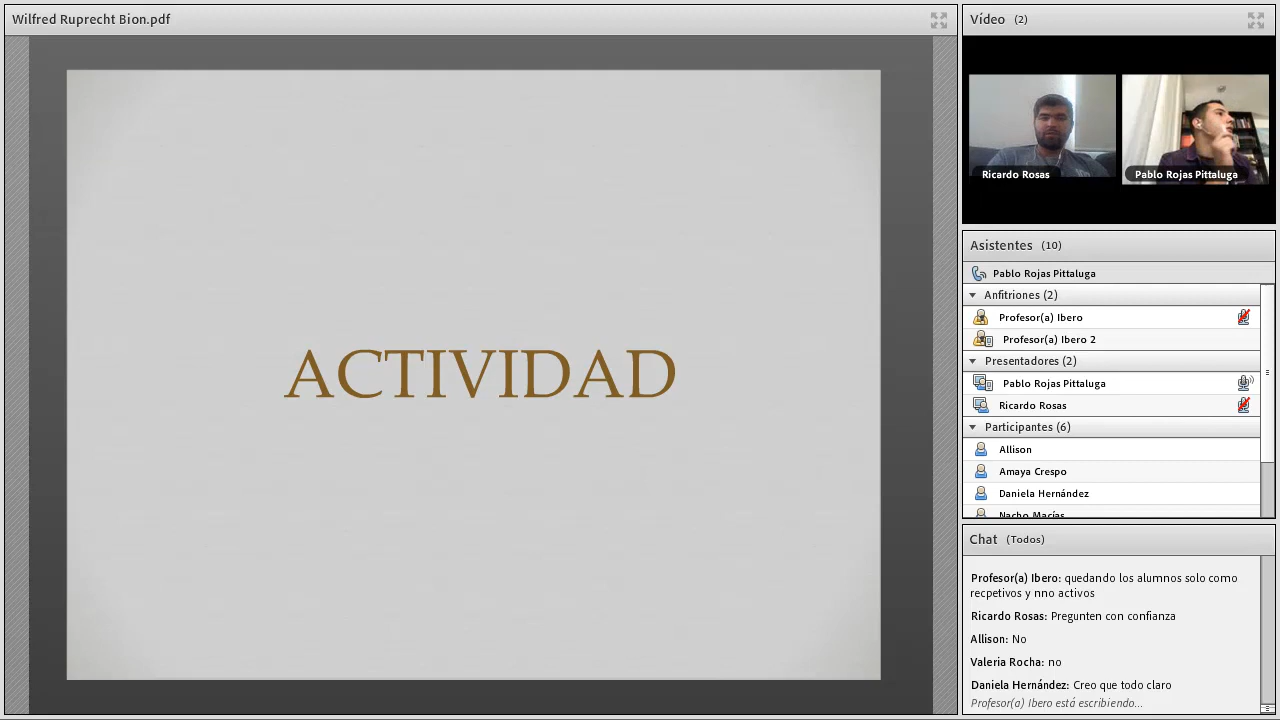 Wilfred Ruprecht Bion.pdf
ACTIVIDAD
Vídeo (2)
Ricardo Rosas
Pablo Rojas Pittaluga
Asistentes (10)
Pablo Rojas Pittaluga
Anfitriones (2)
Profesor(a) Ibero
Profesor(a) Ibero 2
Presentadores (2)
Pablo Rojas Pittaluga
Ricardo Rosas
Participantes (6)
Allison
Amaya Crespo
Daniela Hernández
Nacho Macías
Chat (Todos)
Profesor(a) Ibero: quedando los alumnos solo como
recpetivos y nno activos
Ricardo Rosas: Pregunten con confianza
Allison: No
Valeria Rocha: no
Daniela Hernández: Creo que todo claro
Profesor(a) Ibero está escribiendo...